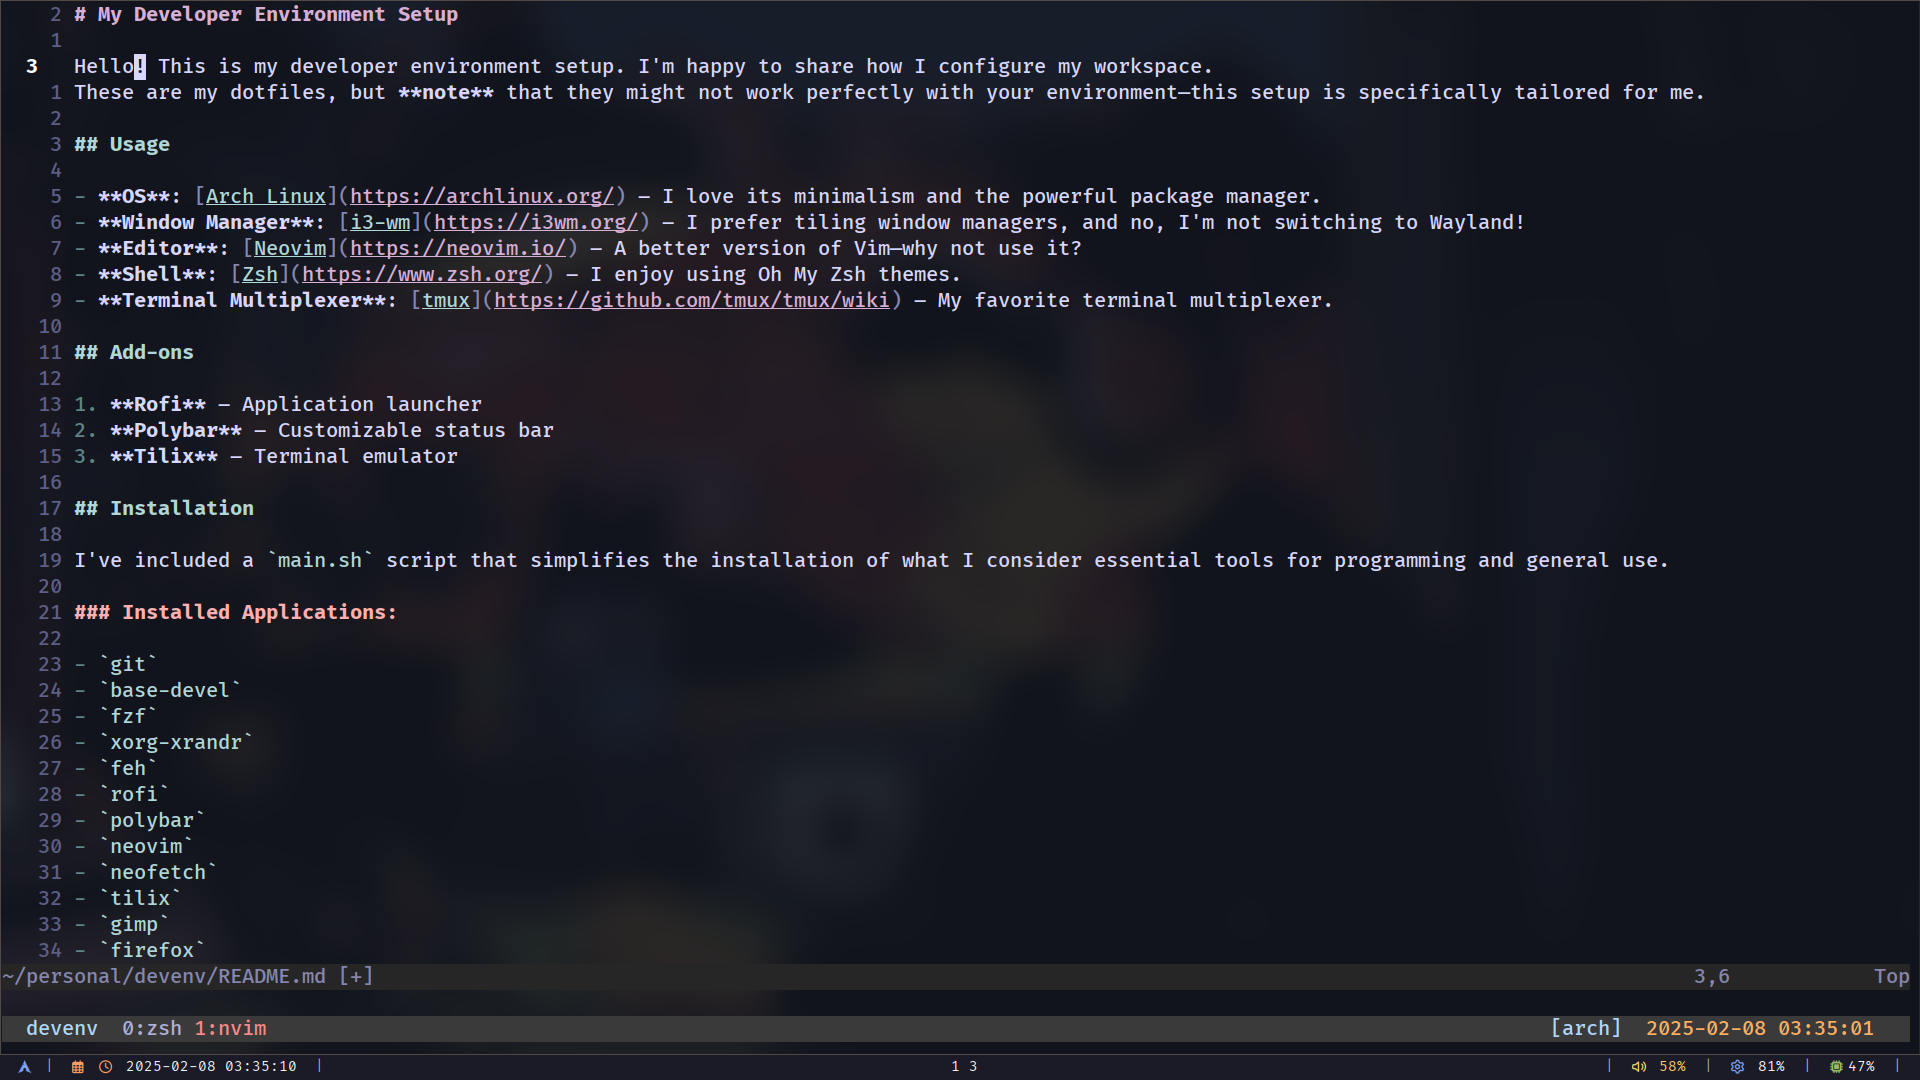 2 # My Developer Environment Setup
1
3 Hello! This is my developer environment setup. I'm happy to share how I configure my workspace.
1 These are my dotfiles, but **note** that they might not work perfectly with your environment—this setup is specifically tailored for me.
2
3 ## Usage
4
5 - **OS**: [Arch Linux](https://archlinux.org/) – I love its minimalism and the powerful package manager.
6 - **Window Manager**: [i3-wm](https://i3wm.org/) – I prefer tiling window managers, and no, I'm not switching to Wayland!
7 - **Editor**: [Neovim](https://neovim.io/) – A better version of Vim—why not use it?
8 - **Shell**: [Zsh](https://www.zsh.org/) – I enjoy using Oh My Zsh themes.
9 - **Terminal Multiplexer**: [tmux](https://github.com/tmux/tmux/wiki) – My favorite terminal multiplexer.
10
11 ## Add-ons
12
13 1. **Rofi** – Application launcher
14 2. **Polybar** – Customizable status bar
15 3. **Tilix** – Terminal emulator
16
17 ## Installation
18
19 I've included a `main.sh` script that simplifies the installation of what I consider essential tools for programming and general use.
20
21 ### Installed Applications:
22
23 - `git`
24 - `base-devel`
25 - `fzf`
26 - `xorg-xrandr`
27 - `feh`
28 - `rofi`
29 - `polybar`
30 - `neovim`
31 - `neofetch`
32 - `tilix`
33 - `gimp`
34 - `firefox`
~/personal/devenv/README.md [+] 3,6 Top
devenv 0:zsh 1:nvim [arch] 2025-02-08 03:35:01
| 2025-02-08 03:35:10 | 1 3 | 58% | 81% | 47% |